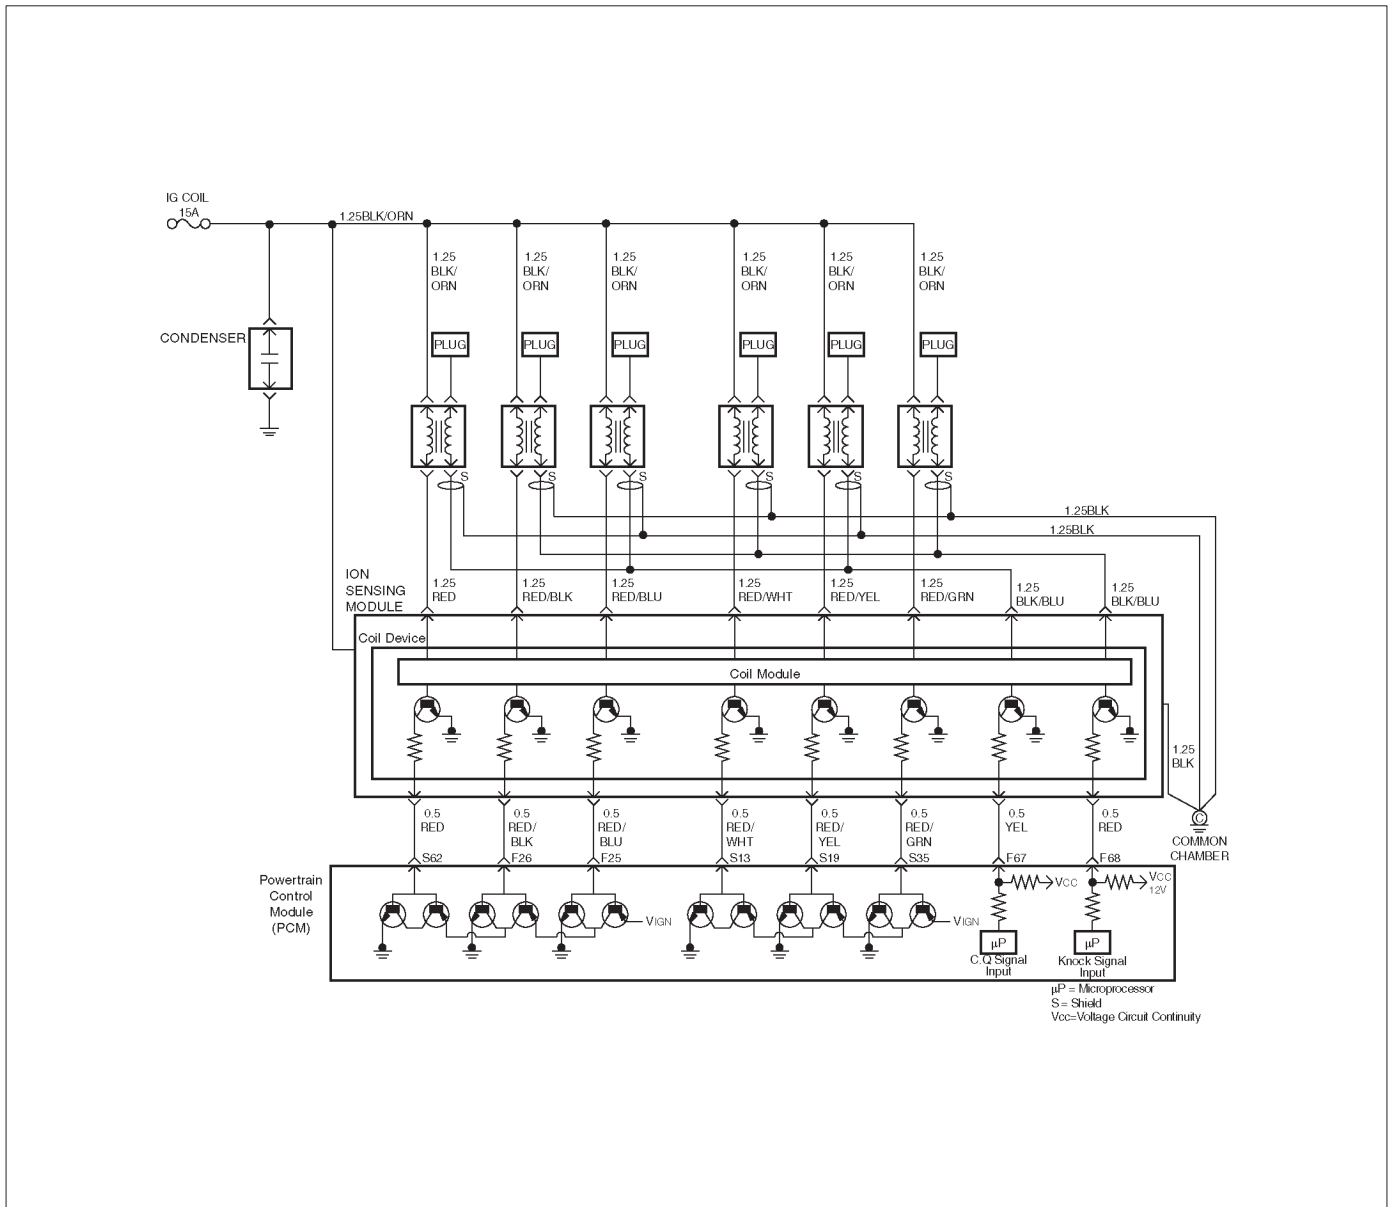 IG COIL
15A
1.25BLK/ORN
1.25
BLK/
ORN
1.25
BLK/
ORN
1.25
BLK/
ORN
1.25
BLK/
ORN
1.25
BLK/
ORN
1.25
BLK/
ORN
CONDENSER
PLUG
PLUG
PLUG
PLUG
PLUG
PLUG
S
S
S
S
S
S
1.25BLK
1.25BLK
ION
SENSING
MODULE
1.25
RED
1.25
RED/BLK
1.25
RED/BLU
1.25
RED/WHT
1.25
RED/YEL
1.25
RED/GRN
1.25
BLK/BLU
1.25
BLK/BLU
Coil Device
Coil Module
1.25
BLK
0.5
RED
0.5
RED/
BLK
0.5
RED/
BLU
0.5
RED/
WHT
0.5
RED/
YEL
0.5
RED/
GRN
0.5
YEL
0.5
RED
C
COMMON
CHAMBER
S62
F26
F25
S13
S19
S35
F67
F68
Powertrain
Control
Module
(PCM)
VIGN
VIGN
VCC
VCC
12V
µP
µP
C.Q Signal
Input
Knock Signal
Input
µP = Microprocessor
S = Shield
Vcc=Voltage Circuit Continuity